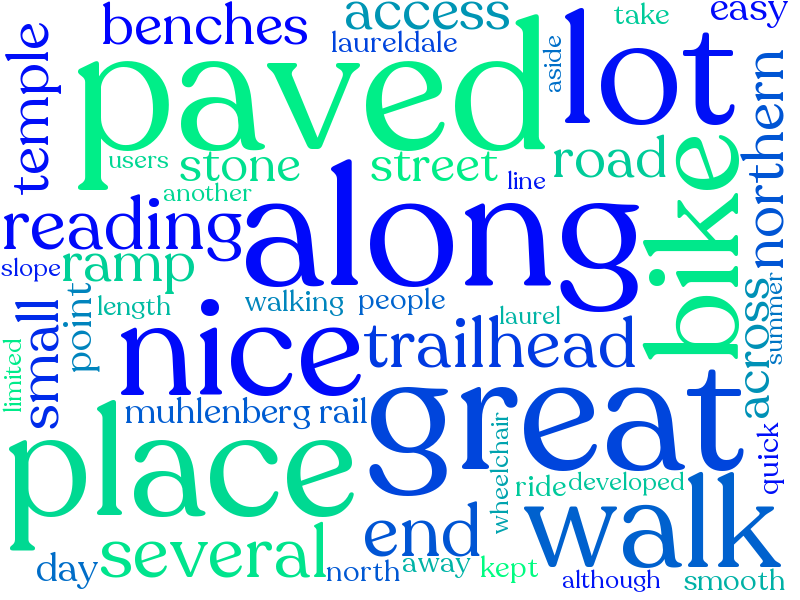 benches
access
take
easy
laureldale
temple
paved
lot
aside
northern
users
stone
street
road
another
line
bike
reading
along
slope
ramp
point
length
walking
people
small
nice
laurel
trailhead
across
summer
limited
muhlenberg
rail
great
place
wheelchair
quick
ride
developed
end
walk
several
day
north
away
kept
although
smooth